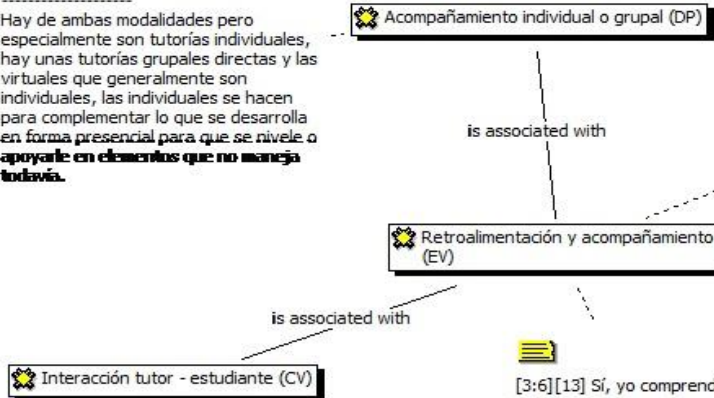 Hay de ambas modalidades pero
especialmente son tutorías individuales,
hay unas tutorías grupales directas y las
virtuales que generalmente son
individuales, las individuales se hacen
para complementar lo que se desarrolla
en forma presencial para que se nivele o
apoyarle en elementos que no maneja
todavía.
Acompañamiento individual o grupal (DP)
is associated with
Retroalimentación y acompañamiento
(EV)
is associated with
Interacción tutor - estudiante (CV)
[3:6][13] Sí, yo comprend